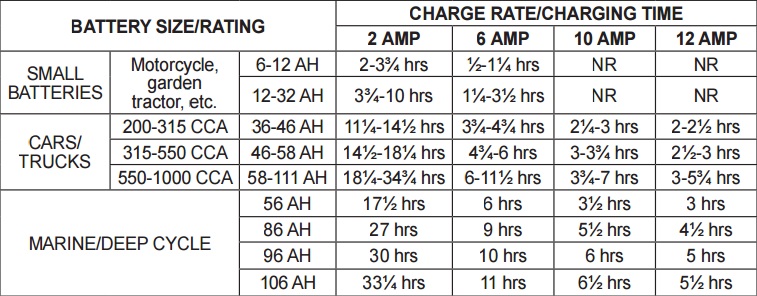 BATTERY SIZE/RATING CHARGE RATE/CHARGING TIME
2 AMP 6 AMP 10 AMP 12 AMP
SMALL BATTERIES Motorcycle, garden tractor, etc. 6-12 AH 2-3¾ hrs ½-1¼ hrs NR NR
12-32 AH 3¾-10 hrs 1¼-3½ hrs NR NR
CARS/ TRUCKS 200-315 CCA 36-46 AH 11¼-14½ hrs 3¾-4¾ hrs 2¼-3 hrs 2-2½ hrs
315-550 CCA 46-58 AH 14½-18¼ hrs 4¾-6 hrs 3-3¾ hrs 2½-3 hrs
550-1000 CCA 58-111 AH 18¼-34¾ hrs 6-11½ hrs 3¾-7 hrs 3-5¾ hrs
MARINE/DEEP CYCLE 56 AH 17½ hrs 6 hrs 3½ hrs 3 hrs
86 AH 27 hrs 9 hrs 5½ hrs 4½ hrs
96 AH 30 hrs 10 hrs 6 hrs 5 hrs
106 AH 33¼ hrs 11 hrs 6½ hrs 5½ hrs